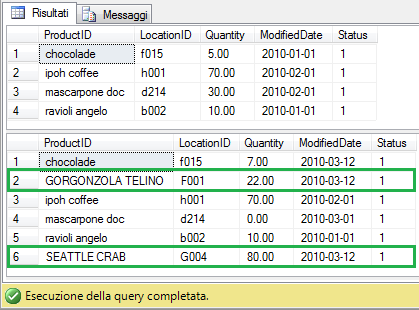 Risultati Messaggi
ProductID LocationID Quantity ModifiedDate Status
1 chocolade f015 5.00 2010-01-01 1
2 ipoh coffee h001 70.00 2010-02-01 1
3 mascarpone doc d214 30.00 2010-02-01 1
4 ravioli angelo b002 10.00 2010-01-01 1
ProductID LocationID Quantity ModifiedDate Status
1 chocolade f015 7.00 2010-03-12 1
2 GORGONZOLA TELINO F001 22.00 2010-03-12 1
3 ipoh coffee h001 70.00 2010-02-01 1
4 mascarpone doc d214 0.00 2010-03-01 1
5 ravioli angelo b002 10.00 2010-01-01 1
6 SEATTLE CRAB G004 80.00 2010-03-12 1
Esecuzione della query completata.